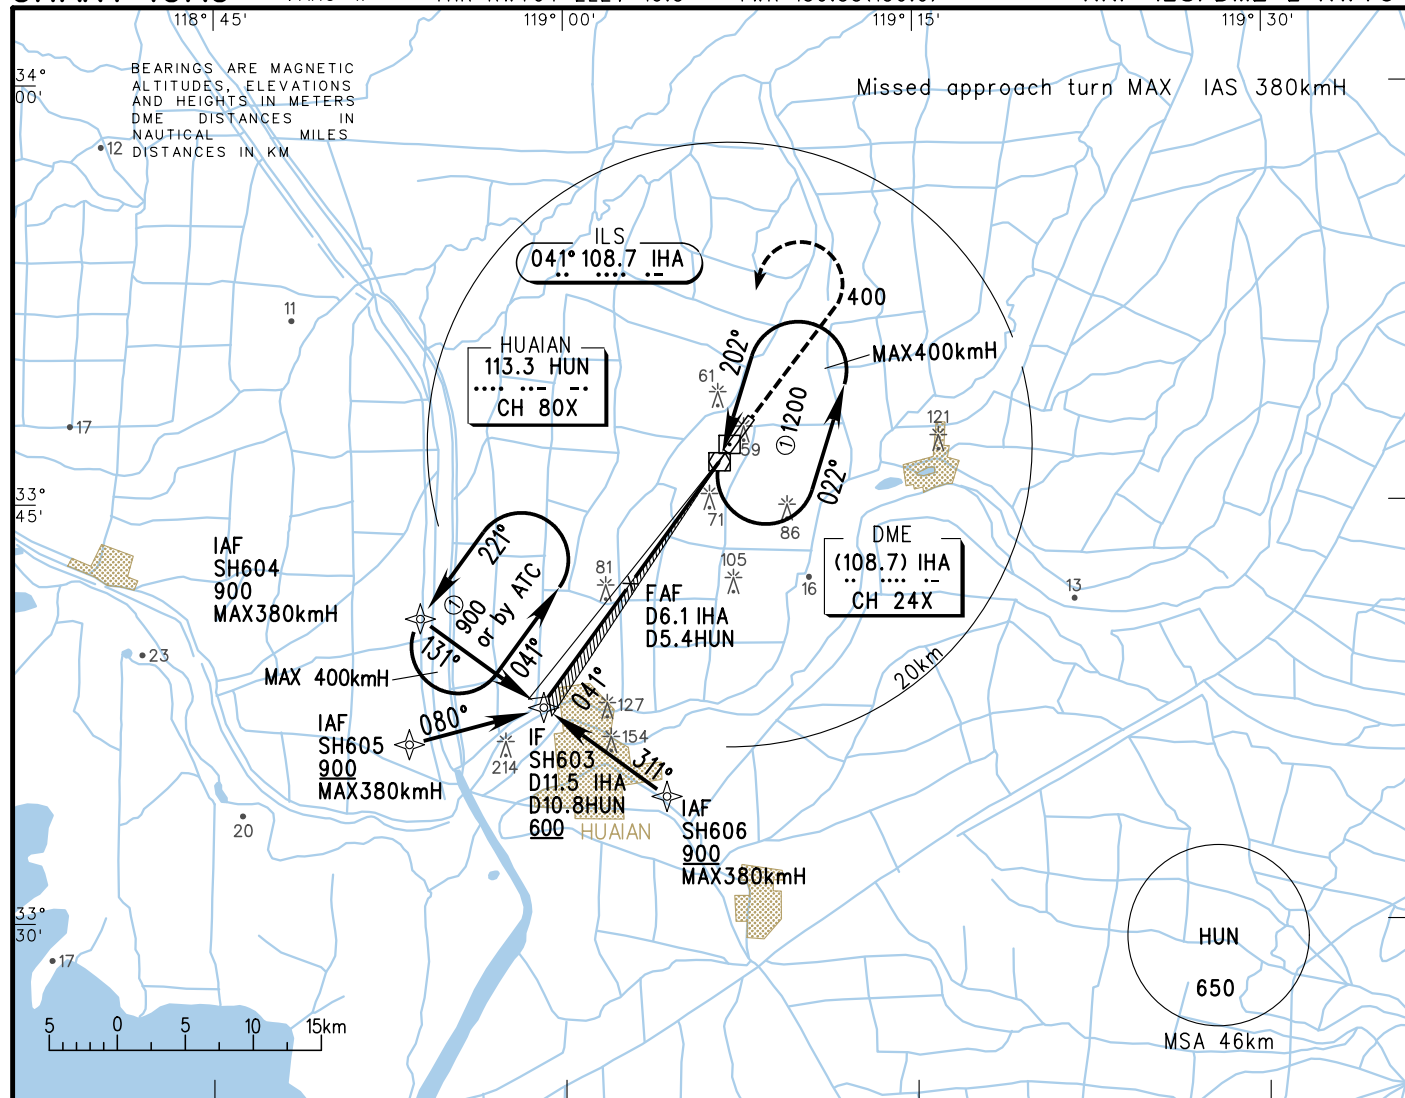 118° 45'
119° 00'
119° 15'
119° 30'
34°
00'
BEARINGS ARE MAGNETIC
ALTITUDES, ELEVATIONS
AND HEIGHTS IN METERS
DME DISTANCES IN
NAUTICAL MILES
DISTANCES IN KM
Missed approach turn MAX IAS 380kmH
12
ILS
041° 108.7 IHA
400
11
HUAIAN
113.3 HUN
CH 80X
202°
MAX400kmH
61
① 1200
17
59
121
022°
33°
45'
71
86
DME
(108.7) IHA
CH 24X
IAF
SH604
900
MAX380kmH
221°
① 900
or by ATC
81
105
16
13
FAF
D6.1 IHA
D5.4HUN
131°
041°
23
MAX 400kmH
20km
041°
127
IAF
SH605
900
MAX380kmH
080°
214
154
311°
IF
SH603
D11.5 IHA
D10.8HUN
600
HUAIAN
IAF
SH606
900
MAX380kmH
20
33°
30'
17
HUN
650
MSA 46km
5 0 5 10 15km